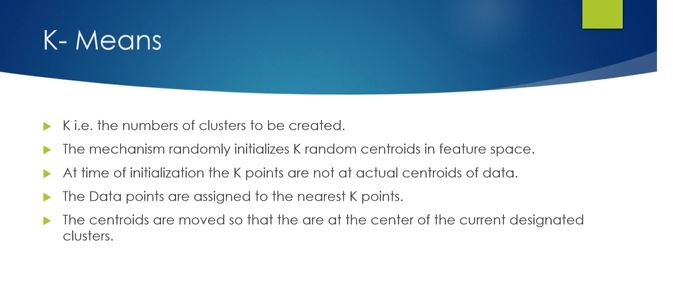 K- Means
K i.e. the numbers of clusters to be created.
The mechanism randomly initializes K random centroids in feature space.
At time of initialization the K points are not at actual centroids of data.
The Data points are assigned to the nearest K points.
The centroids are moved so that the are at the center of the current designated
clusters.